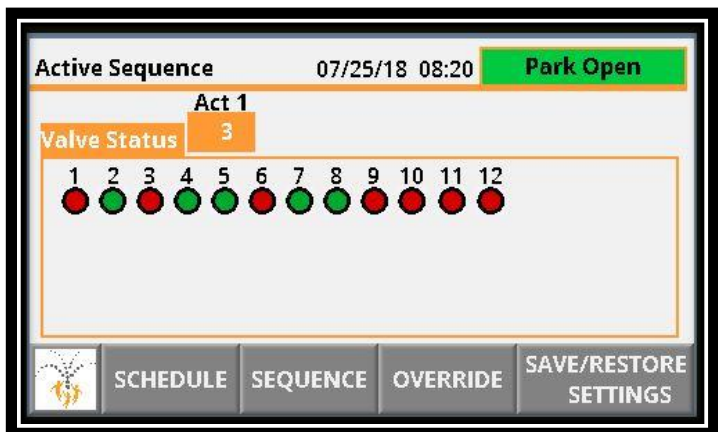 Active Sequence 07/25/18 08:20 Park Open
Act 1
Valve Status 3
1 2 3 4 5 6 7 8 9 10 11 12
SCHEDULE SEQUENCE OVERRIDE SAVE/RESTORE
SETTINGS